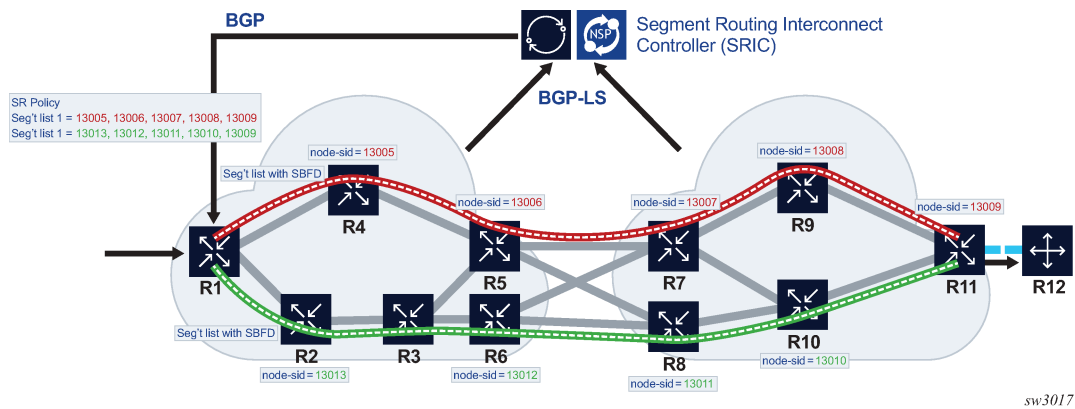 BGP
NSP
Segment Routing Interconnect
Controller (SRIC)
BGP-LS
SR Policy
Seg't list 1 = 13005, 13006, 13007, 13008, 13009
Seg't list 1 = 13013, 13012, 13011, 13010, 13009
node-sid = 13005
node-sid = 13008
Seg't list with SBFD
node-sid = 13006
node-sid = 13007
node-sid = 13009
R4
R9
R1
R5
R7
R11
R12
Seg't list with SBFD
R2
R3
R6
R8
R10
node-sid = 13013
node-sid = 13012
node-sid = 13011
node-sid = 13010
sw3017